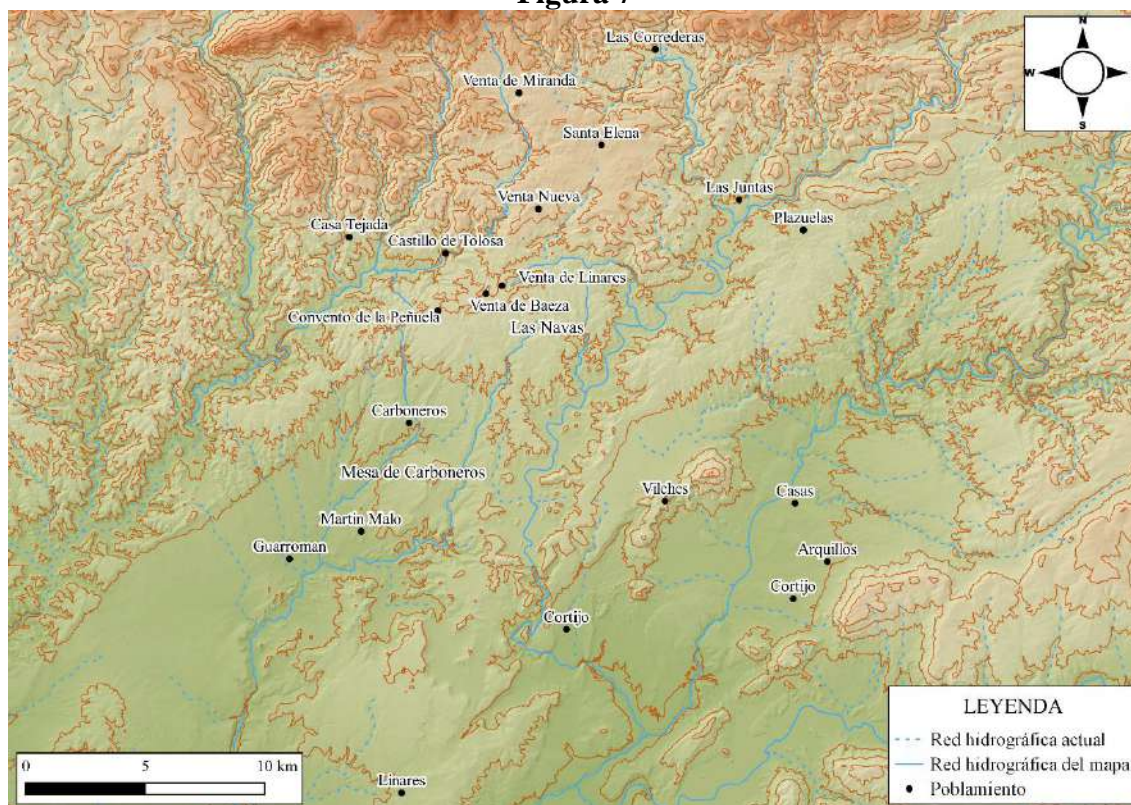 Figura 7
Las Correderas
N
W
S
Venta de Miranda
Santa Elena
Las Juntas
Venta Nueva
Plazuelas
Casa Tejada
Castillo de Tolosa
Venta de Linares
Venta de Baeza
Convento de la Peñuela
Las Navas
Carboneros
Mesa de Carboneros
Vilches
Casas
Martin Malo
Guarroman
Arquillos
Cortijo
Cortijo
LEYENDA
Red hidrográfica actual
Red hidrográfica del mapa
Poblamiento
0 5 10 km
Linares